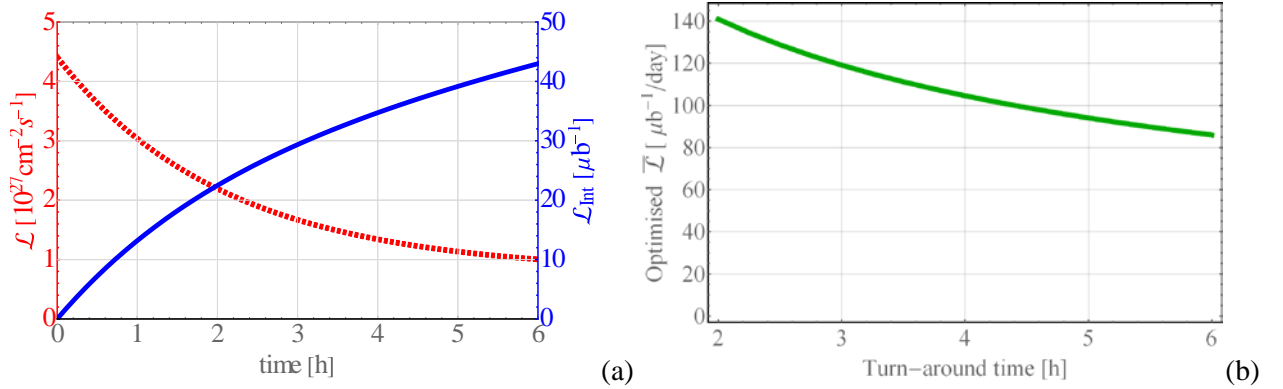 5
4
3
2
1
0
ℒ [10²⁷cm⁻²s⁻¹]
50
40
30
20
10
0
ℒ_Int [μb⁻¹]
0 1 2 3 4 5 6
time [h]
(a)
140
120
100
80
60
40
20
0
Optimised ℒ̅ [ μb⁻¹/day]
2 3 4 5 6
Turn−around time [h]
(b)